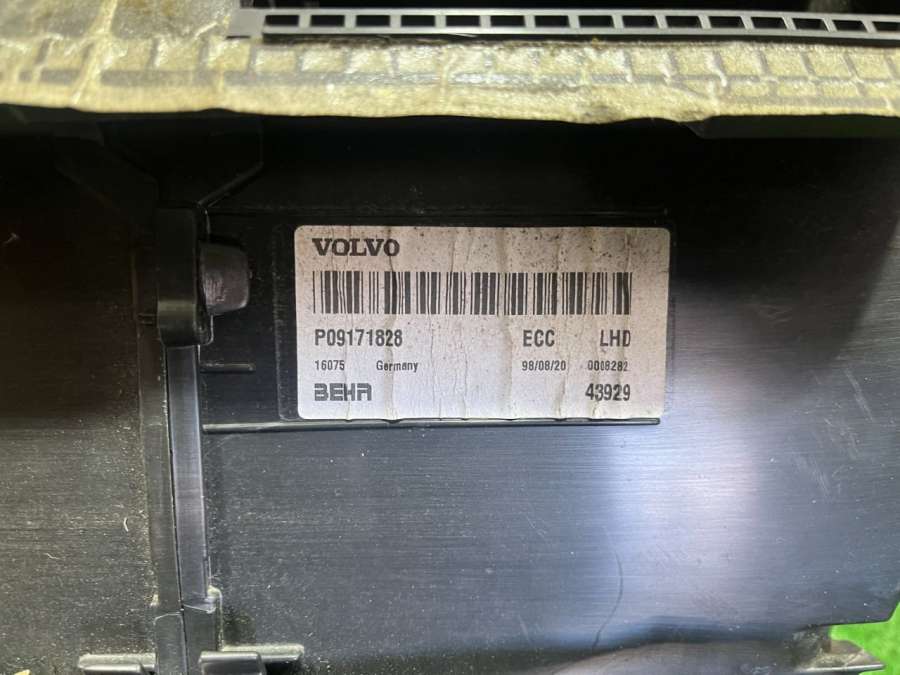 VOLVO
P09171828 ECC LHD
16075 Germany 98/08/20 0008282
BEHR 43929